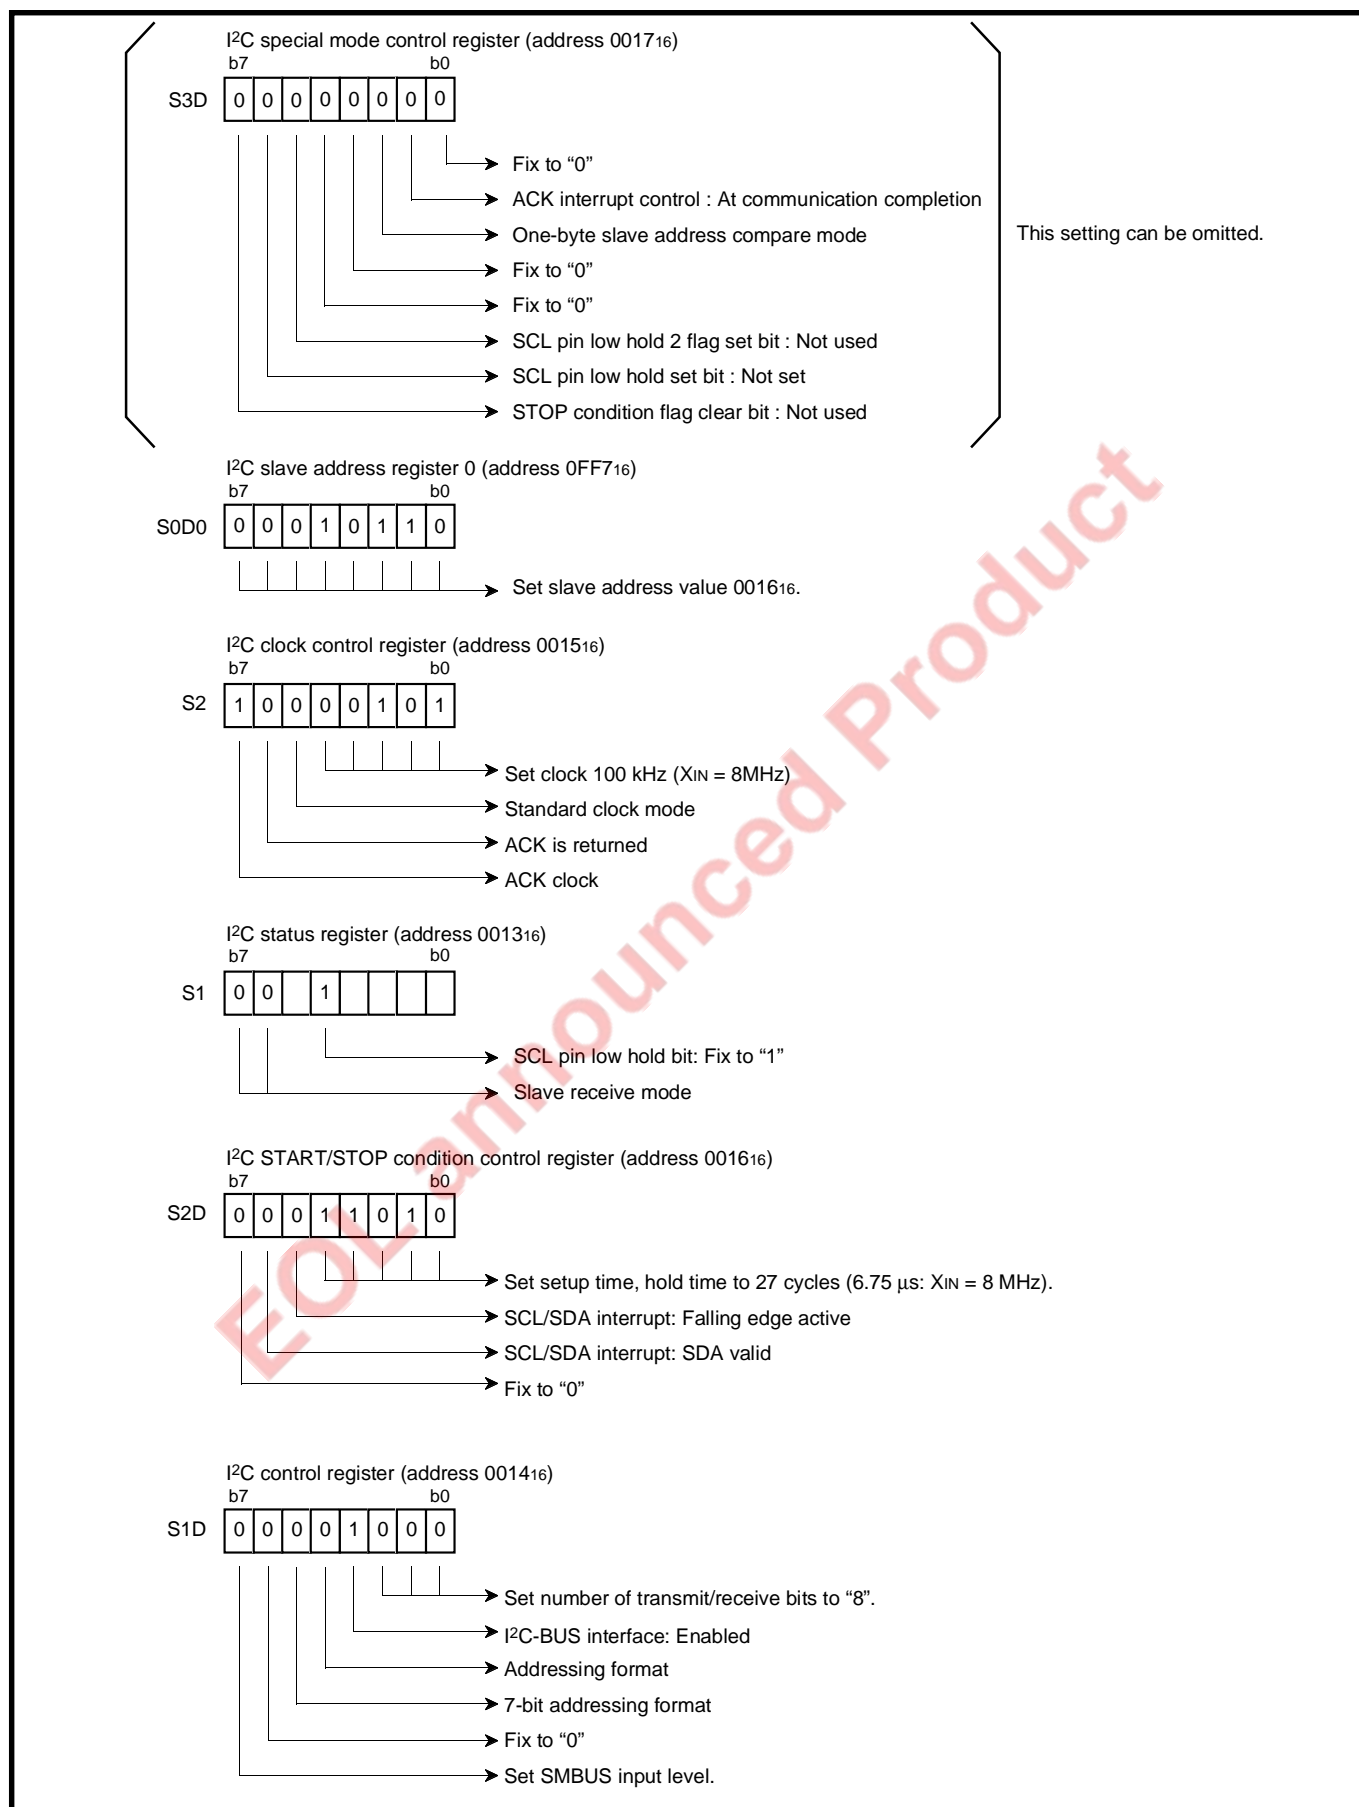 I2C special mode control register (address 001716)
b7 b0
S3D 0 0 0 0 0 0 0 0
Fix to “0”
ACK interrupt control : At communication completion
One-byte slave address compare mode
This setting can be omitted.
Fix to “0”
Fix to “0”
SCL pin low hold 2 flag set bit : Not used
SCL pin low hold set bit : Not set
STOP condition flag clear bit : Not used
I2C slave address register 0 (address 0FF716)
b7 b0
S0D0 0 0 0 1 0 1 1 0
Set slave address value 001616.
I2C clock control register (address 001516)
b7 b0
S2 1 0 0 0 0 1 0 1
Set clock 100 kHz (XIN = 8MHz)
Standard clock mode
ACK is returned
ACK clock
I2C status register (address 001316)
b7 b0
S1 0 0 1
SCL pin low hold bit: Fix to “1”
Slave receive mode
I2C START/STOP condition control register (address 001616)
b7 b0
S2D 0 0 0 1 1 0 1 0
Set setup time, hold time to 27 cycles (6.75 μs: XIN = 8 MHz).
SCL/SDA interrupt: Falling edge active
SCL/SDA interrupt: SDA valid
Fix to “0”
I2C control register (address 001416)
b7 b0
S1D 0 0 0 0 1 0 0 0
Set number of transmit/receive bits to “8”.
I2C-BUS interface: Enabled
Addressing format
7-bit addressing format
Fix to “0”
Set SMBUS input level.
EOL announced Product